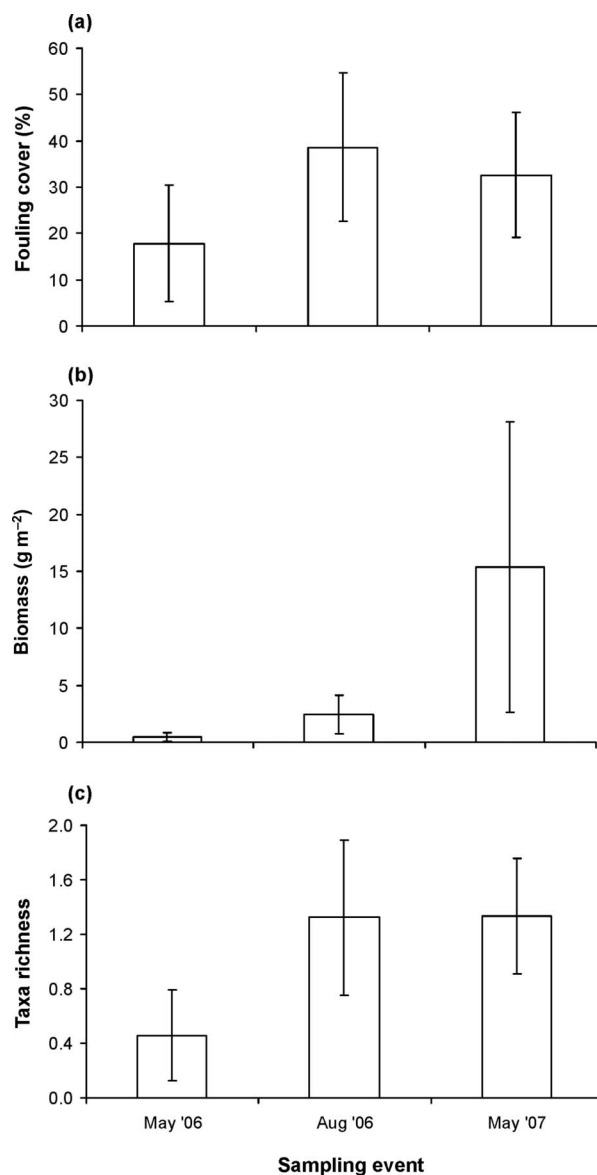 (a)
Fouling cover (%)
60
50
40
30
20
10
0
(b)
Biomass (g m⁻²)
30
25
20
15
10
5
0
(c)
Taxa richness
2.0
1.6
1.2
0.8
0.4
0.0
May '06 Aug '06 May '07
Sampling event